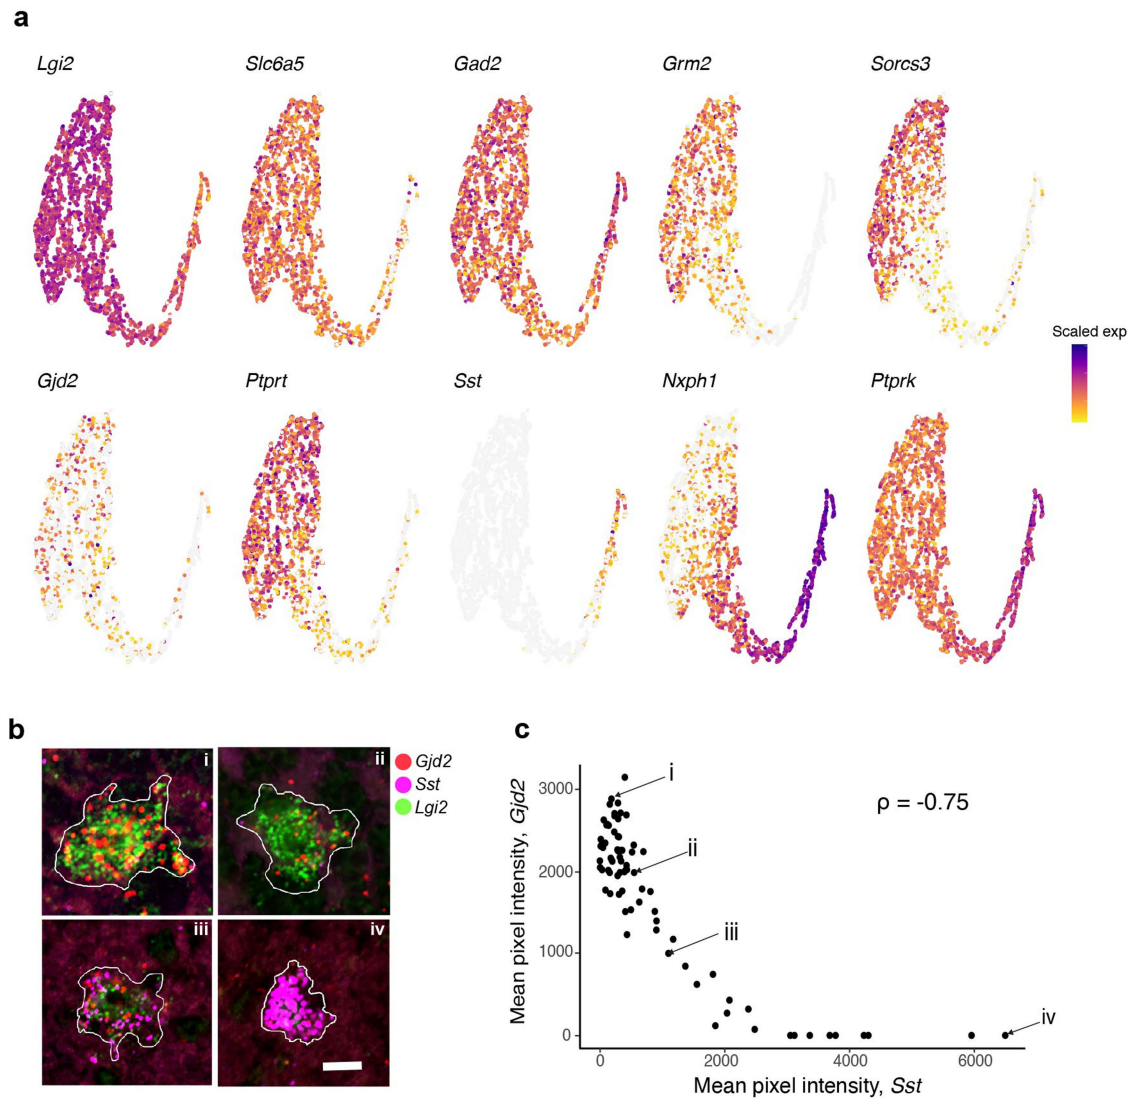 a
Lgi2 Slc6a5 Gad2 Grm2 Sorcs3
Scaled exp
Gjd2 Ptprt Sst Nxph1 Ptprk
b
i ii
Gjd2
Sst
Lgi2
iii iv
c
Mean pixel intensity, Gjd2
3000
2000
1000
0
i
ii
iii
iv
ρ = -0.75
0 2000 4000 6000
Mean pixel intensity, Sst